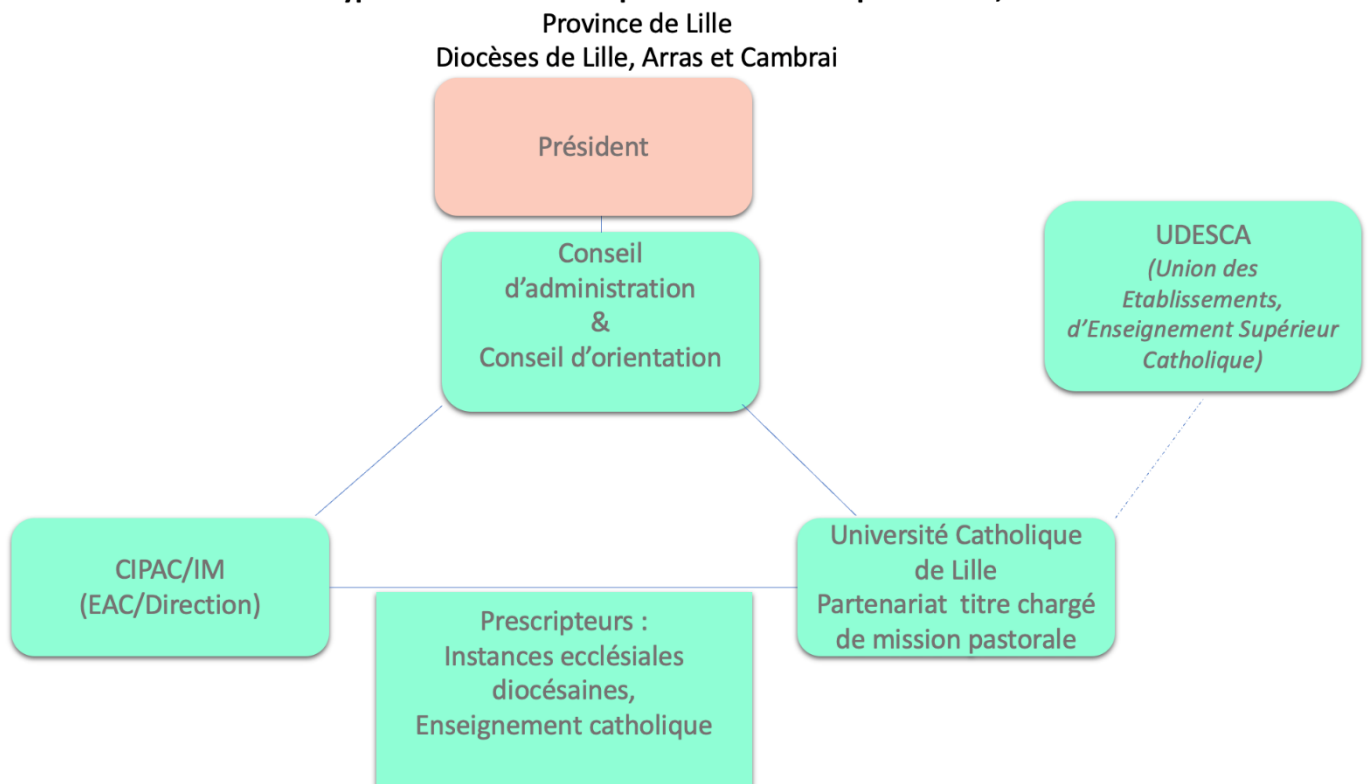 Province de Lille
Diocèses de Lille, Arras et Cambrai
Président
Conseil
d’administration
&
Conseil d’orientation
UDESCA
(Union des
Etablissements,
d’Enseignement Supérieur
Catholique)
CIPAC/IM
(EAC/Direction)
Université Catholique
de Lille
Partenariat  titre chargé
de mission pastorale
Prescripteurs :
Instances ecclésiales
diocésaines,
Enseignement catholique